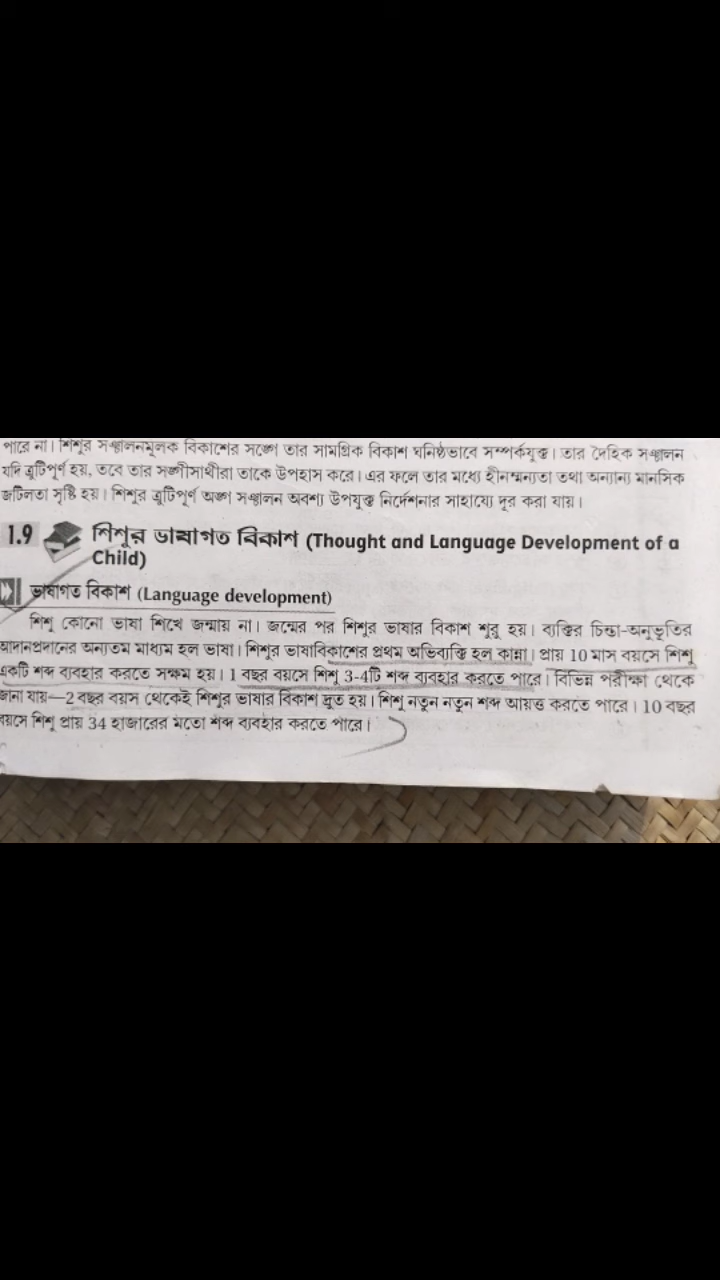 পারে না। শিশুর সঞ্চালনমূলক বিকাশের সঙ্গে তার সামগ্রিক বিকাশ ঘনিষ্ঠভাবে সম্পর্কযুক্ত। তার দৈহিক সঞ্চালন
যদি ত্রুটিপূর্ণ হয়, তবে তার সঙ্গীসাথীরা তাকে উপহাস করে। এর ফলে তার মধ্যে হীনম্মন্যতা তথা অন্যান্য মানসিক
জটিলতা সৃষ্টি হয়। শিশুর ত্রুটিপূর্ণ অঙ্গ সঞ্চালন অবশ্য উপযুক্ত নির্দেশনার সাহায্যে দূর করা যায়।
1.9 শিশুর ভাষাগত বিকাশ (Thought and Language Development of a
Child)
ভাষাগত বিকাশ (Language development)
শিশু কোনো ভাষা শিখে জন্মায় না। জন্মের পর শিশুর ভাষার বিকাশ শুরু হয়। ব্যক্তির চিন্তা-অনুভূতির
আদানপ্রদানের অন্যতম মাধ্যম হল ভাষা। শিশুর ভাষাবিকাশের প্রথম অভিব্যক্তি হল কান্না। প্রায় 10 মাস বয়সে শিশু
একটি শব্দ ব্যবহার করতে সক্ষম হয়। 1 বছর বয়সে শিশু 3-4টি শব্দ ব্যবহার করতে পারে। বিভিন্ন পরীক্ষা থেকে
জানা যায়—2 বছর বয়স থেকেই শিশুর ভাষার বিকাশ দ্রুত হয়। শিশু নতুন নতুন শব্দ আয়ত্ত করতে পারে। 10 বছর
বয়সে শিশু প্রায় 34 হাজারের মতো শব্দ ব্যবহার করতে পারে।